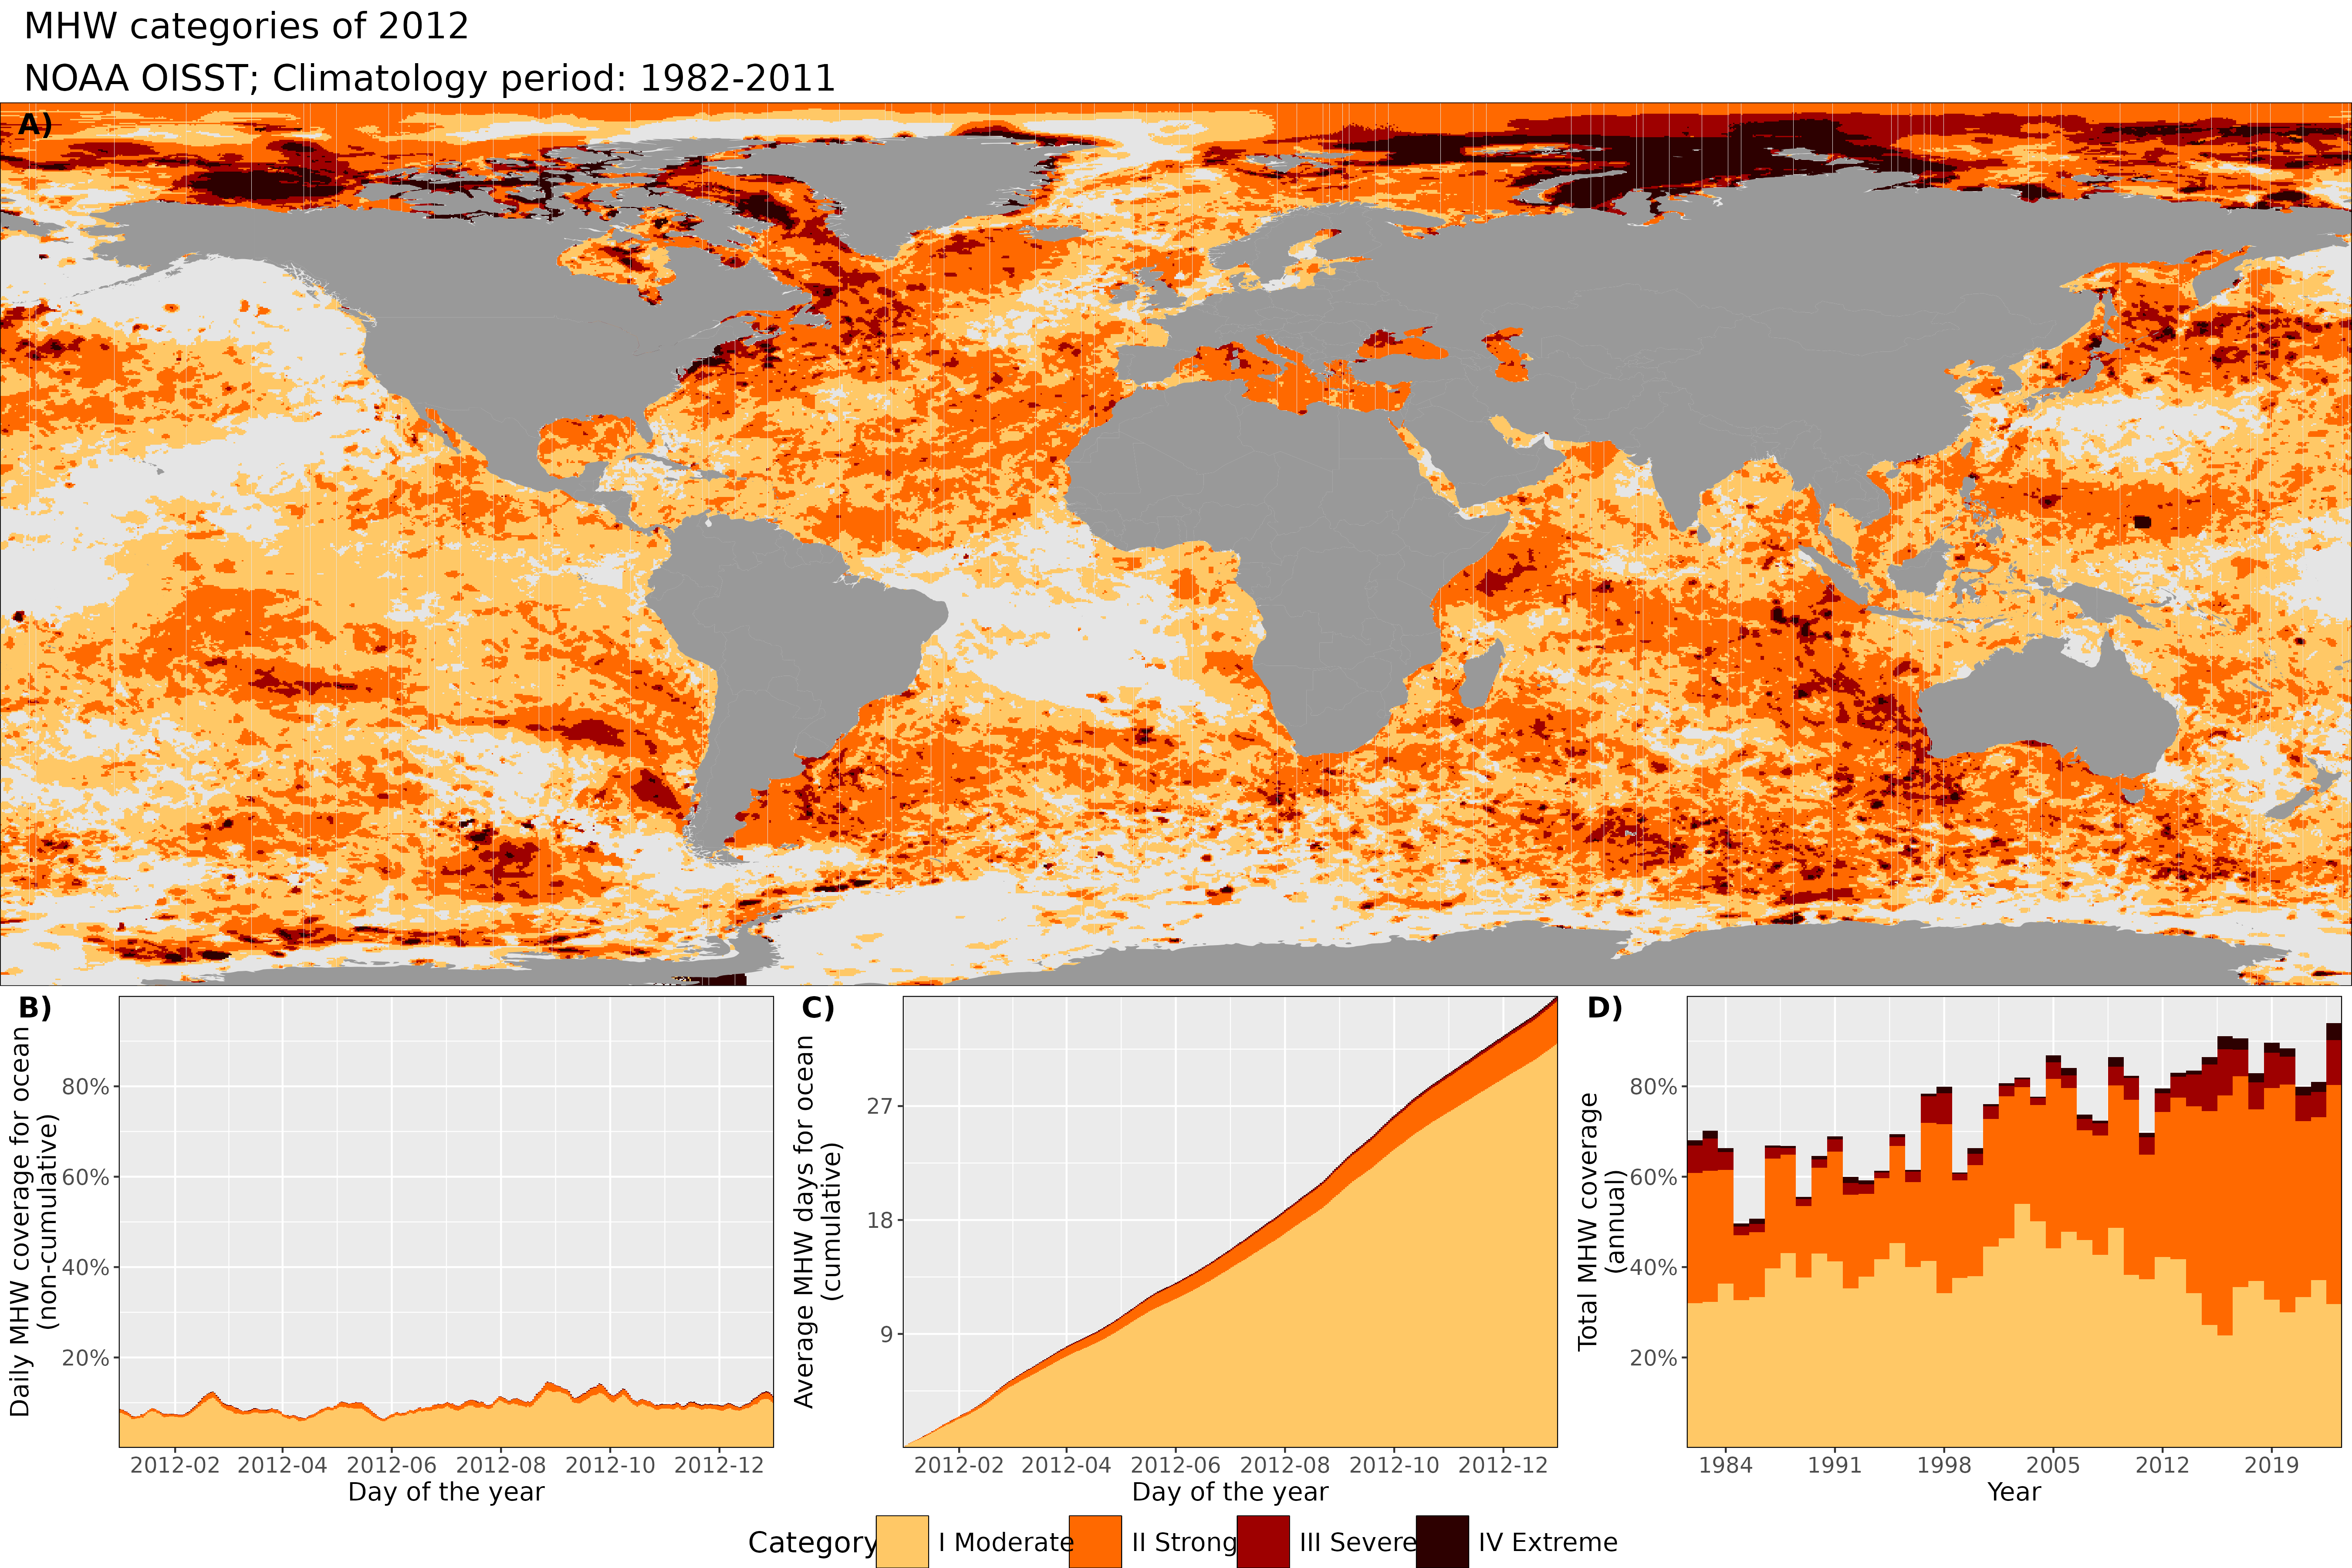 MHW categories of 2012
NOAA OISST; Climatology period: 1982-2011
A)
B)
Daily MHW coverage for ocean
(non-cumulative)
80%
60%
40%
20%
2012-02 2012-04 2012-06 2012-08 2012-10 2012-12
Day of the year
C)
Average MHW days for ocean
(cumulative)
27
18
9
2012-02 2012-04 2012-06 2012-08 2012-10 2012-12
Day of the year
D)
Total MHW coverage
(annual)
80%
60%
40%
20%
1984 1991 1998 2005 2012 2019
Year
Category I Moderate II Strong III Severe IV Extreme